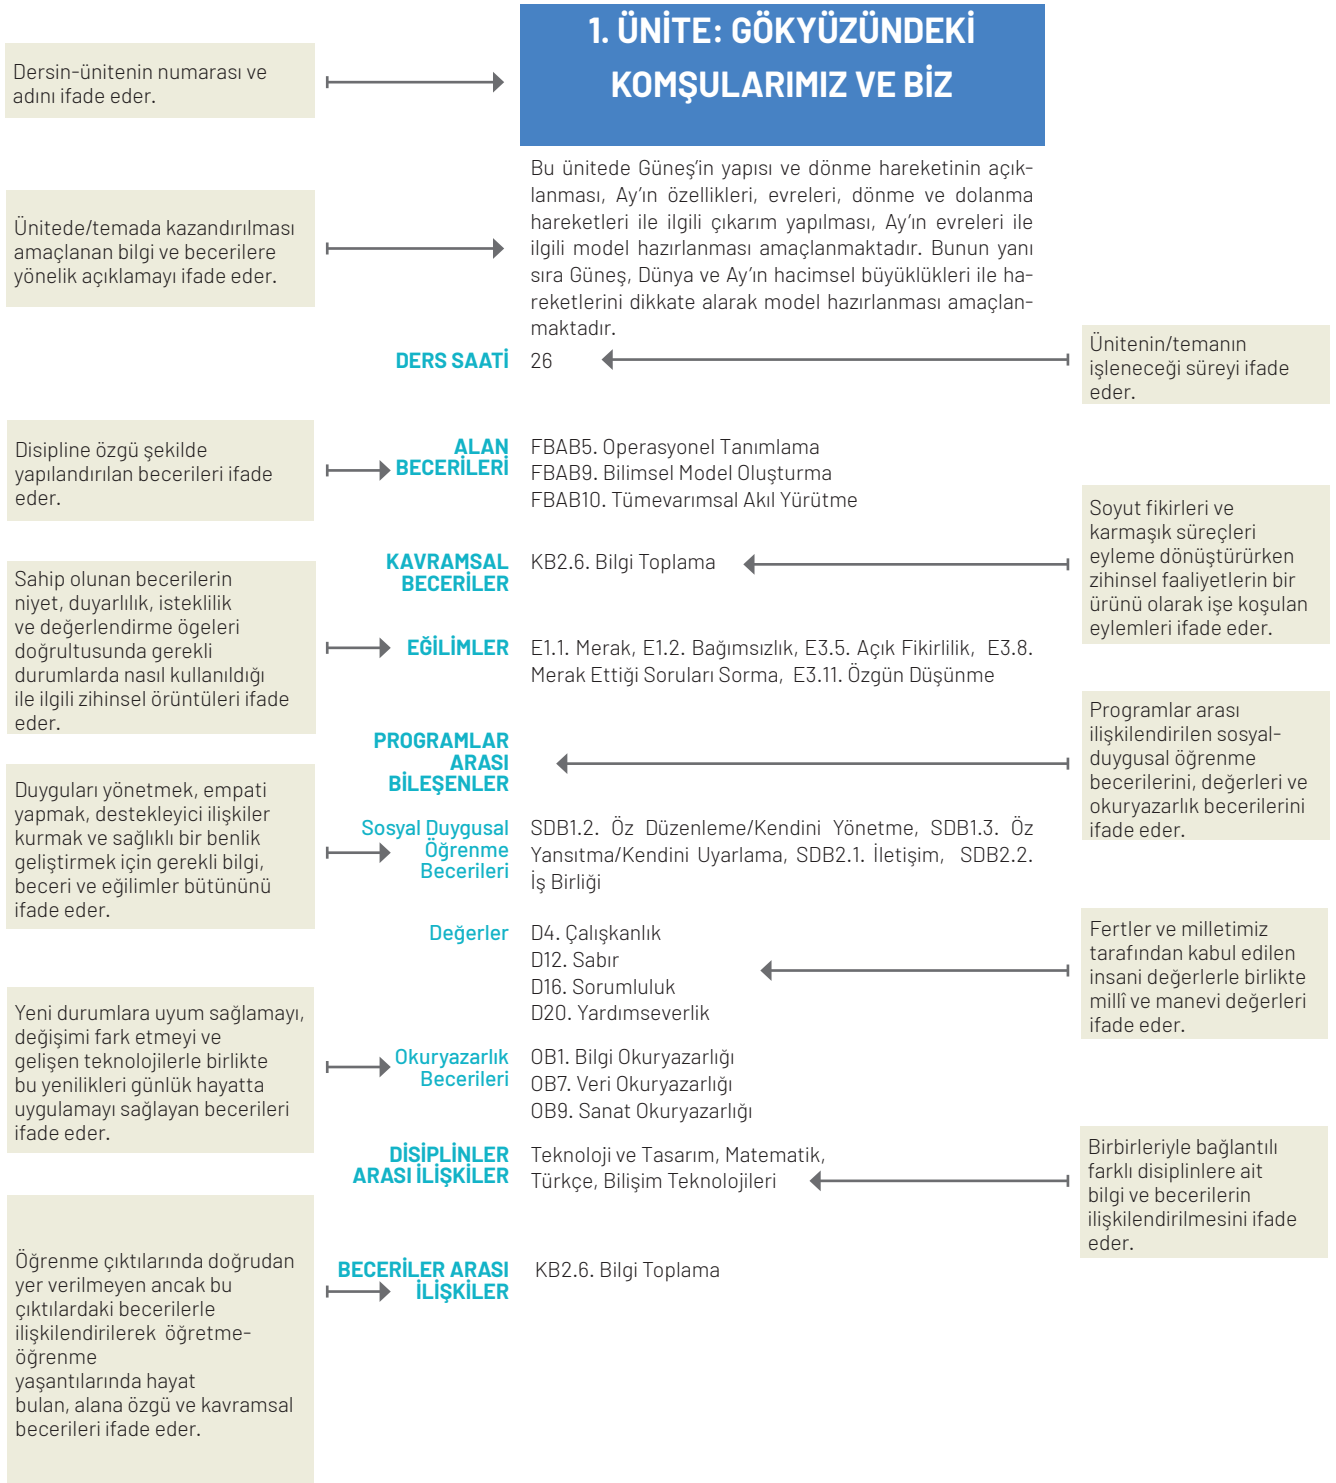 1. ÜNİTE: GÖKYÜZÜNDEKİ
KOMŞULARIMIZ VE BİZ
Dersin-ünitenin numarası ve
adını ifade eder.
Bu ünitede Güneş’in yapısı ve dönme hareketinin açık-
lanması, Ay’ın özellikleri, evreleri, dönme ve dolanma
hareketleri ile ilgili çıkarım yapılması, Ay’ın evreleri ile
ilgili model hazırlanması amaçlanmaktadır. Bunun yanı
sıra Güneş, Dünya ve Ay’ın hacimsel büyüklükleri ile ha-
reketlerini dikkate alarak model hazırlanması amaçlan-
maktadır.
Ünitede/temada kazandırılması
amaçlanan bilgi ve becerilere
yönelik açıklamayı ifade eder.
DERS SAATİ
26
Ünitenin/temanın
işleneceği süreyi ifade
eder.
Disipline özgü şekilde
yapılandırılan becerileri ifade
eder.
ALAN
BECERİLERİ
FBAB5. Operasyonel Tanımlama
FBAB9. Bilimsel Model Oluşturma
FBAB10. Tümevarımsal Akıl Yürütme
KAVRAMSAL
BECERİLER
KB2.6. Bilgi Toplama
Soyut fikirleri ve
karmaşık süreçleri
eyleme dönüştürürken
zihinsel faaliyetlerin bir
ürünü olarak işe koşulan
eylemleri ifade eder.
Sahip olunan becerilerin
niyet, duyarlılık, isteklilik
ve değerlendirme ögeleri
doğrultusunda gerekli
durumlarda nasıl kullanıldığı
ile ilgili zihinsel örüntüleri ifade
eder.
EĞİLİMLER
E1.1. Merak, E1.2. Bağımsızlık, E3.5. Açık Fikirlilik, E3.8.
Merak Ettiği Soruları Sorma, E3.11. Özgün Düşünme
PROGRAMLAR
ARASI
BİLEŞENLER
Programlar arası
ilişkilendirilen sosyal-
duygusal öğrenme
becerilerini, değerleri ve
okuryazarlık becerilerini
ifade eder.
Duyguları yönetmek, empati
yapmak, destekleyici ilişkiler
kurmak ve sağlıklı bir benlik
geliştirmek için gerekli bilgi,
beceri ve eğilimler bütününü
ifade eder.
Sosyal Duygusal
Öğrenme
Becerileri
SDB1.2. Öz Düzenleme/Kendini Yönetme, SDB1.3. Öz
Yansıtma/Kendini Uyarlama, SDB2.1. İletişim, SDB2.2.
İş Birliği
Değerler
D4. Çalışkanlık
D12. Sabır
D16. Sorumluluk
D20. Yardımseverlik
Fertler ve milletimiz
tarafından kabul edilen
insani değerlerle birlikte
millî ve manevi değerleri
ifade eder.
Yeni durumlara uyum sağlamayı,
değişimi fark etmeyi ve
gelişen teknolojilerle birlikte
bu yenilikleri günlük hayatta
uygulamayı sağlayan becerileri
ifade eder.
Okuryazarlık
Becerileri
OB1. Bilgi Okuryazarlığı
OB7. Veri Okuryazarlığı
OB9. Sanat Okuryazarlığı
DİSİPLİNLER
ARASI İLİŞKİLER
Teknoloji ve Tasarım, Matematik,
Türkçe, Bilişim Teknolojileri
Birbirleriyle bağlantılı
farklı disiplinlere ait
bilgi ve becerilerin
ilişkilendirilmesini ifade
eder.
Öğrenme çıktılarında doğrudan
yer verilmeyen ancak bu
çıktılardaki becerilerle
ilişkilendirilerek öğretme-
öğrenme
yaşantılarında hayat
bulan, alana özgü ve kavramsal
becerileri ifade eder.
BECERİLER ARASI
İLİŞKİLER
KB2.6. Bilgi Toplama